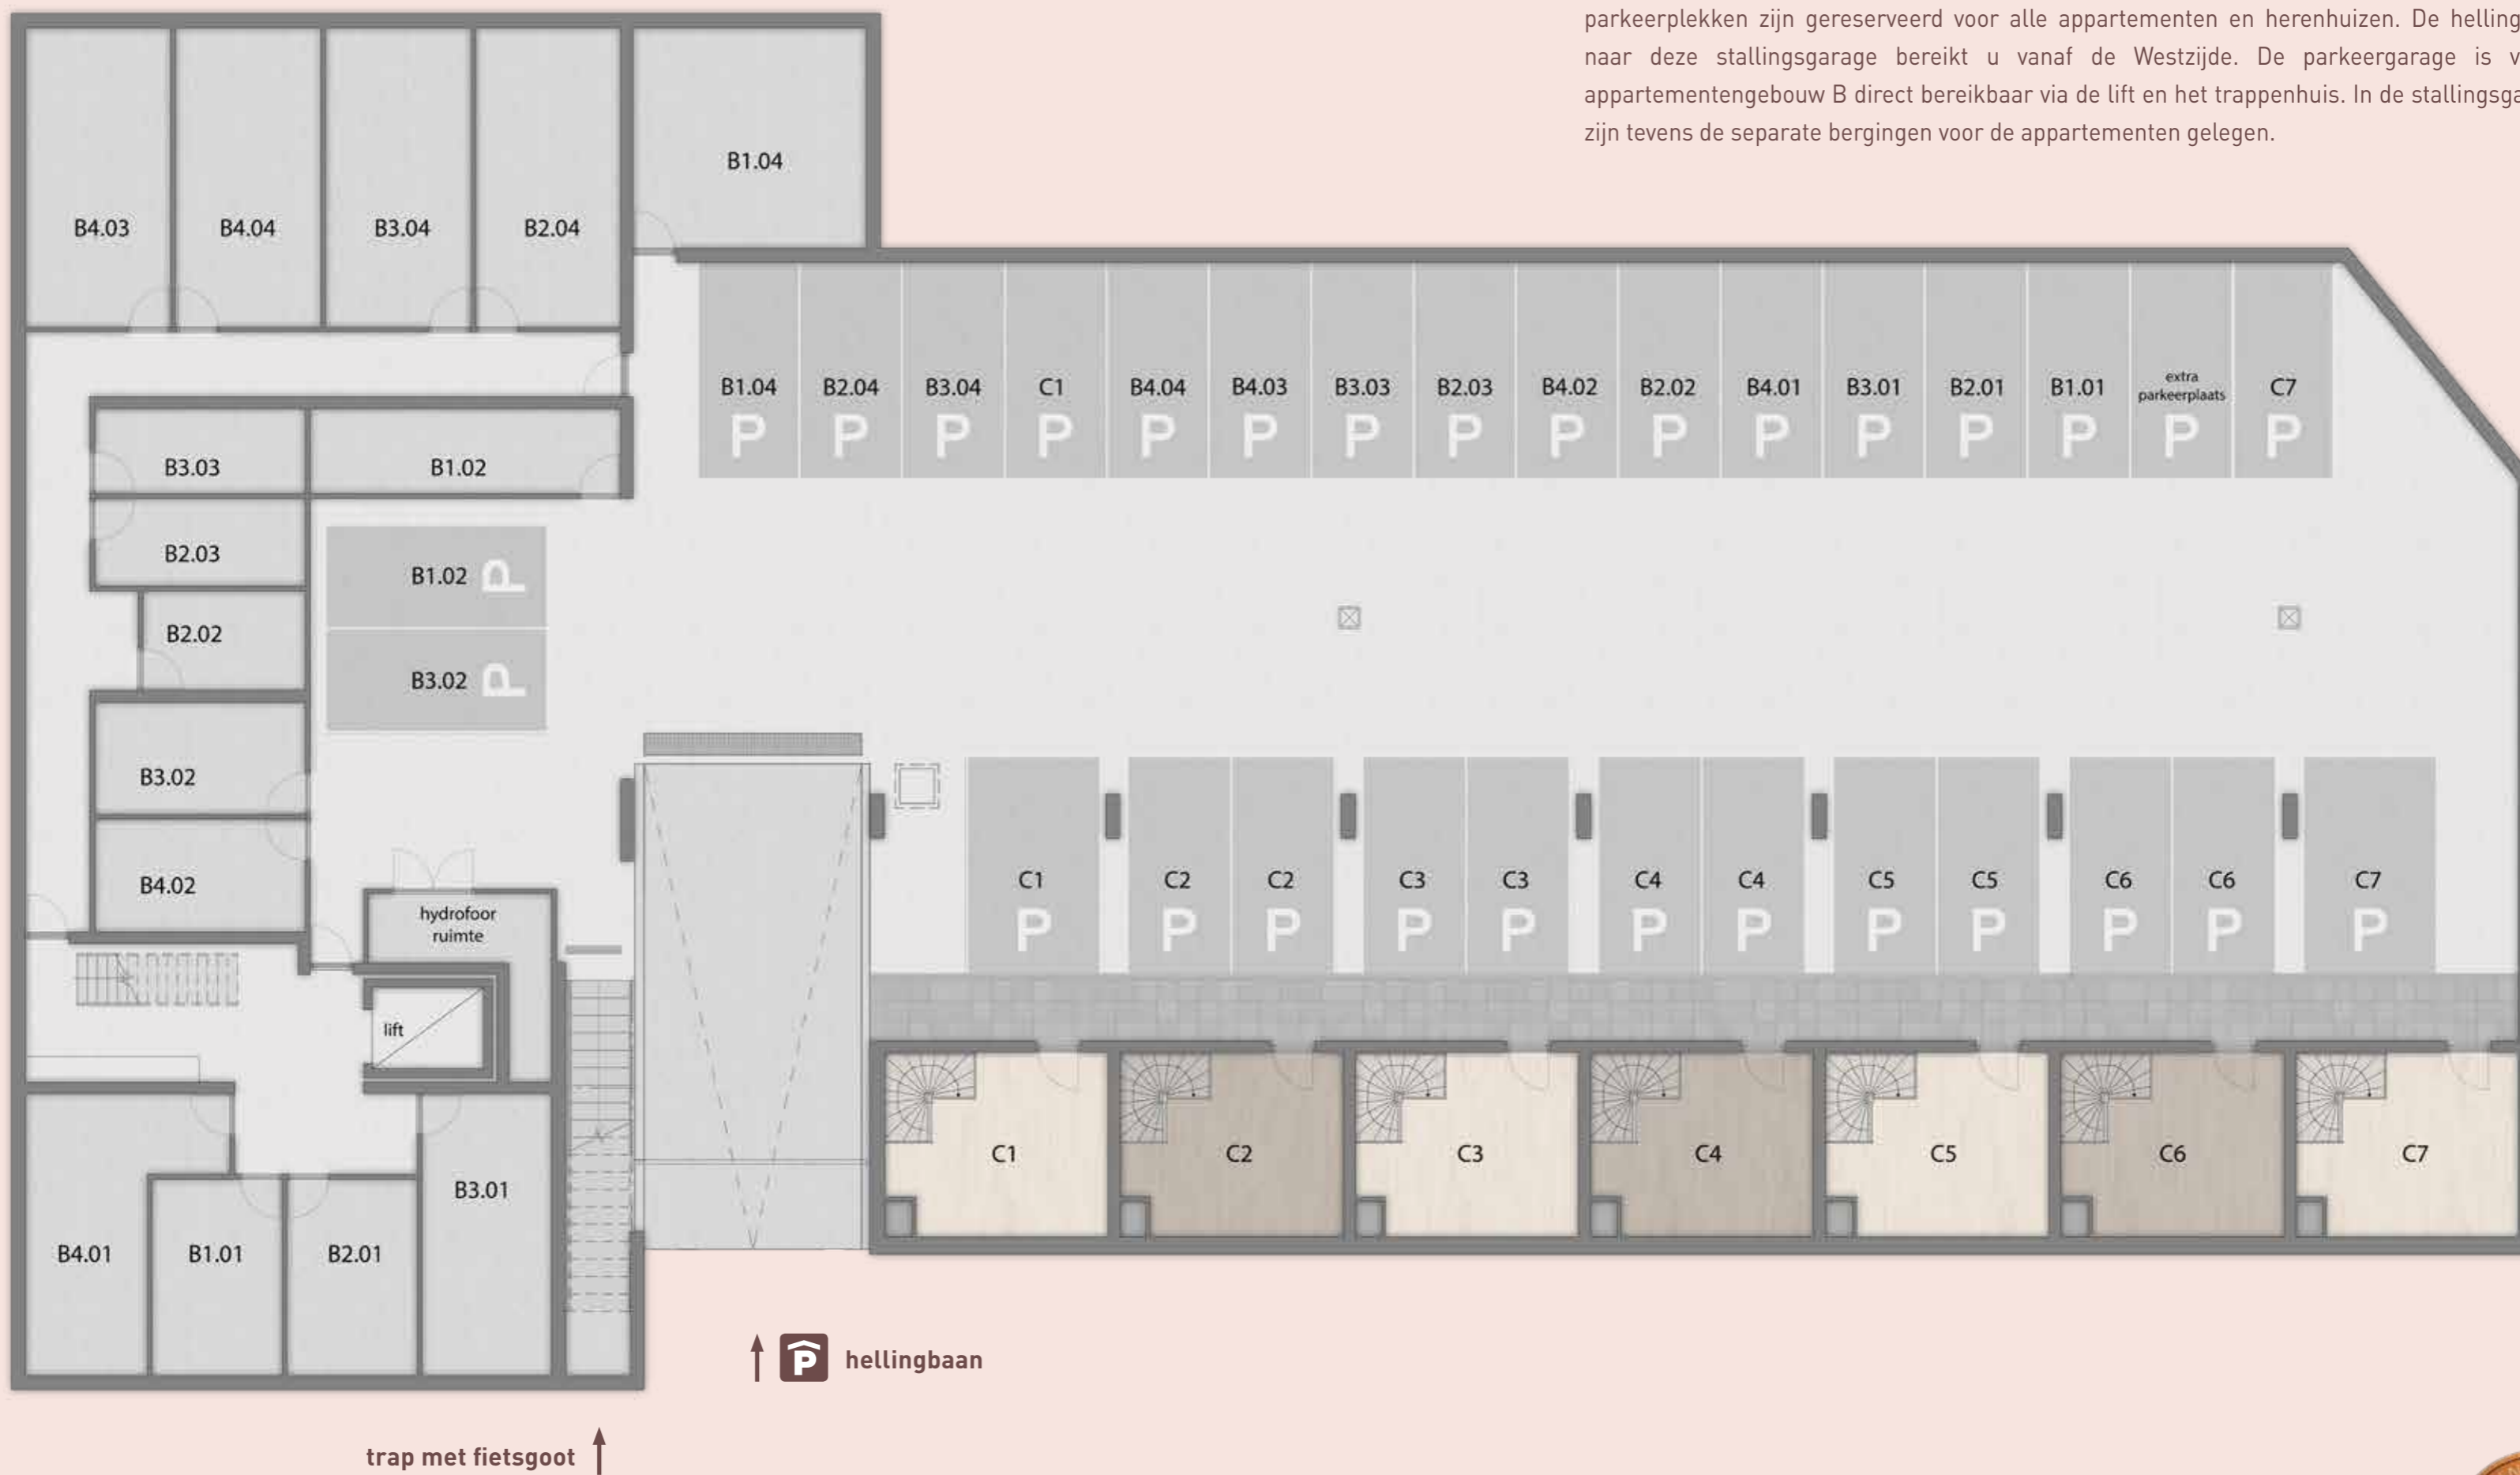 parkeerplekken zijn gereserveerd voor alle appartementen en herenhuizen. De helling
naar deze stallingsgarage bereikt u vanaf de Westzijde. De parkeergarage is v
appartementengebouw B direct bereikbaar via de lift en het trappenhuis. In de stallingsga
zijn tevens de separate bergingen voor de appartementen gelegen.
B1.04
B4.03 B4.04 B3.04 B2.04
B1.04 B2.04 B3.04 C1 B4.04 B4.03 B3.03 B2.03 B4.02 B2.02 B4.01 B3.01 B2.01 B1.01 extra C7
parkeerplaats
P P P P P P P P P P P P P P P P
B3.03 B1.02
B2.03
B1.02 P
B2.02
B3.02 P
B3.02
B4.02
C1 C2 C2 C3 C3 C4 C4 C5 C5 C6 C6 C7
P P P P P P P P P P P P
hydrofoor
ruimte
lift
C1 C2 C3 C4 C5 C6 C7
B3.01
B4.01 B1.01 B2.01
P hellingbaan
trap met fietsgoot